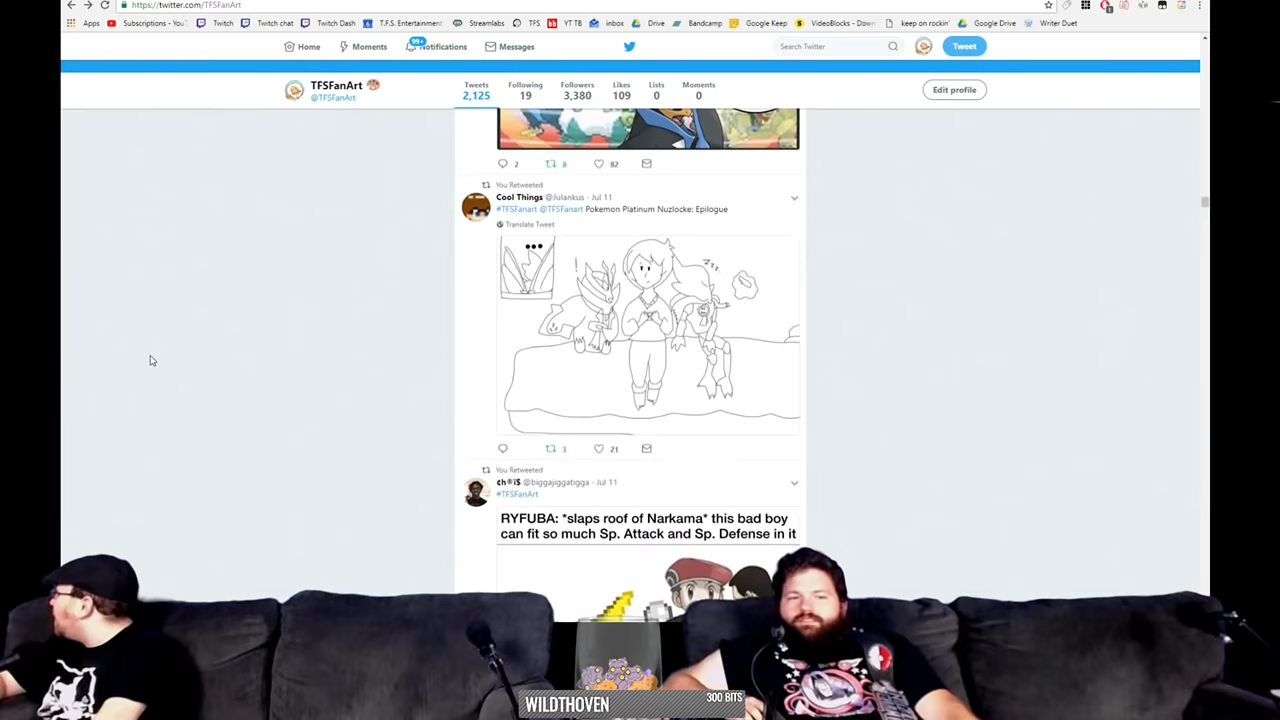 https://twitter.com/TFSFanArt
Apps Subscriptions - You Twitch Twitch chat Twitch Dash T.F.S. Entertainment Streamlabs TFS YT TB inbox Drive Bandcamp Google Keep VideoBlocks - Down keep on rockin' Google Drive Writer Duet
Home Moments 99+ Notifications Messages Search Twitter Tweet
TFSFanArt
@TFSFanArt
Tweets Following Followers Likes Lists Moments
2,125 19 3,380 109 0 0
Edit profile
2 8 82
You Retweeted
Cool Things @Julankus · Jul 11
#TFSFanart @TFSFanart Pokemon Platinum Nuzlocke: Epilogue
Translate Tweet
... ! zzz
3 21
You Retweeted
¢h®ï$ @biggajiggatigga · Jul 11
#TFSFanArt
RYFUBA: *slaps roof of Narkama* this bad boy
can fit so much Sp. Attack and Sp. Defense in it
WILDTHOVEN 300 BITS